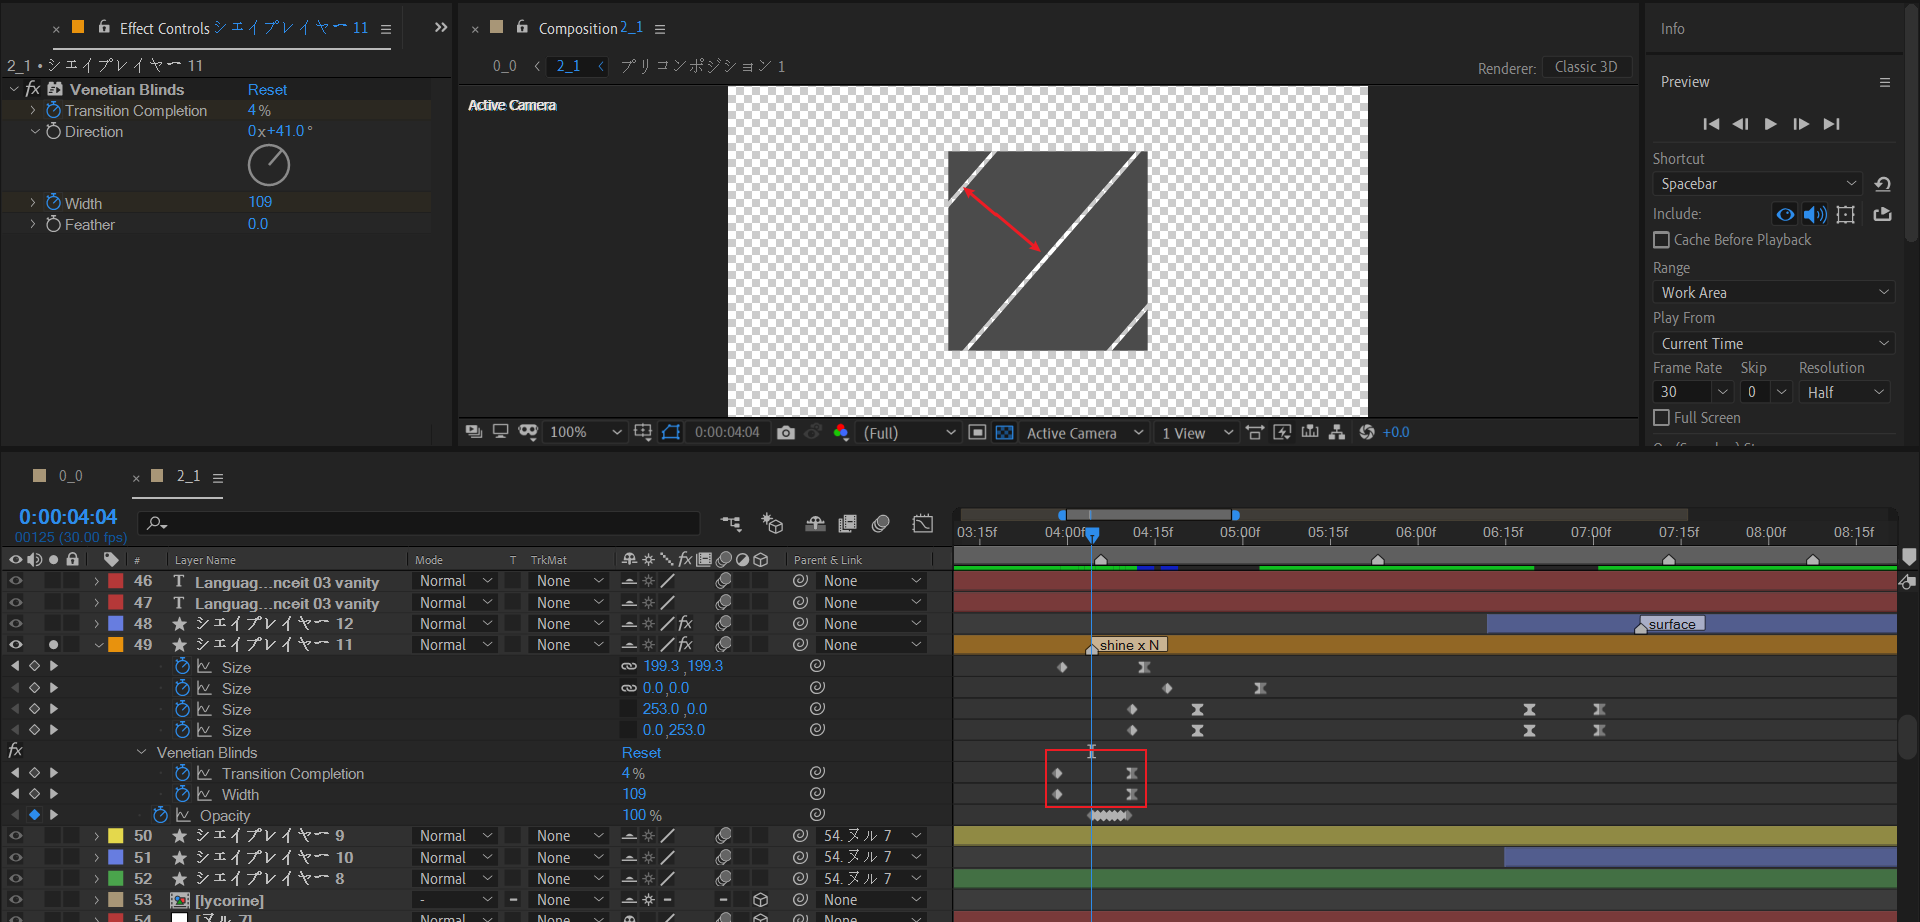 Effect Controls シェイプレイヤー 11
Composition 2_1
Info
2_1 • シェイプレイヤー 11
0_0
2_1
プリコンポジション 1
Renderer:
Classic 3D
Preview
fx Venetian Blinds
Reset
Active Camera
Transition Completion
4 %
Direction
0x+41.0 °
Shortcut
Spacebar
Width
109
Include:
Feather
0.0
Cache Before Playback
Range
Work Area
Play From
Current Time
Frame Rate
Skip
Resolution
30
0
Half
Full Screen
100%
0:00:04:04
(Full)
Active Camera
1 View
+0.0
0_0
2_1
0:00:04:04
00125 (30.00 fps)
03:15f
04:00f
04:15f
05:00f
05:15f
06:00f
06:15f
07:00f
07:15f
08:00f
08:15f
#
Layer Name
Mode
T
TrkMat
fx
Parent & Link
46 T Languag...nceit 03 vanity Normal None None
47 T Languag...nceit 03 vanity Normal None None
48 シェイプレイヤー 12 Normal None fx None
surface
49 シェイプレイヤー 11 Normal None fx None
shine x N
Size 199.3 ,199.3
Size 0.0,0.0
Size 253.0 ,0.0
Size 0.0,253.0
fx Venetian Blinds Reset
Transition Completion 4 %
Width 109
Opacity 100 %
50 シェイプレイヤー 9 Normal None 54. ヌル 7
51 シェイプレイヤー 10 Normal None 54. ヌル 7
52 シェイプレイヤー 8 Normal None 54. ヌル 7
53 [lycorine] - None None
54 [ヌル 7] Normal None None